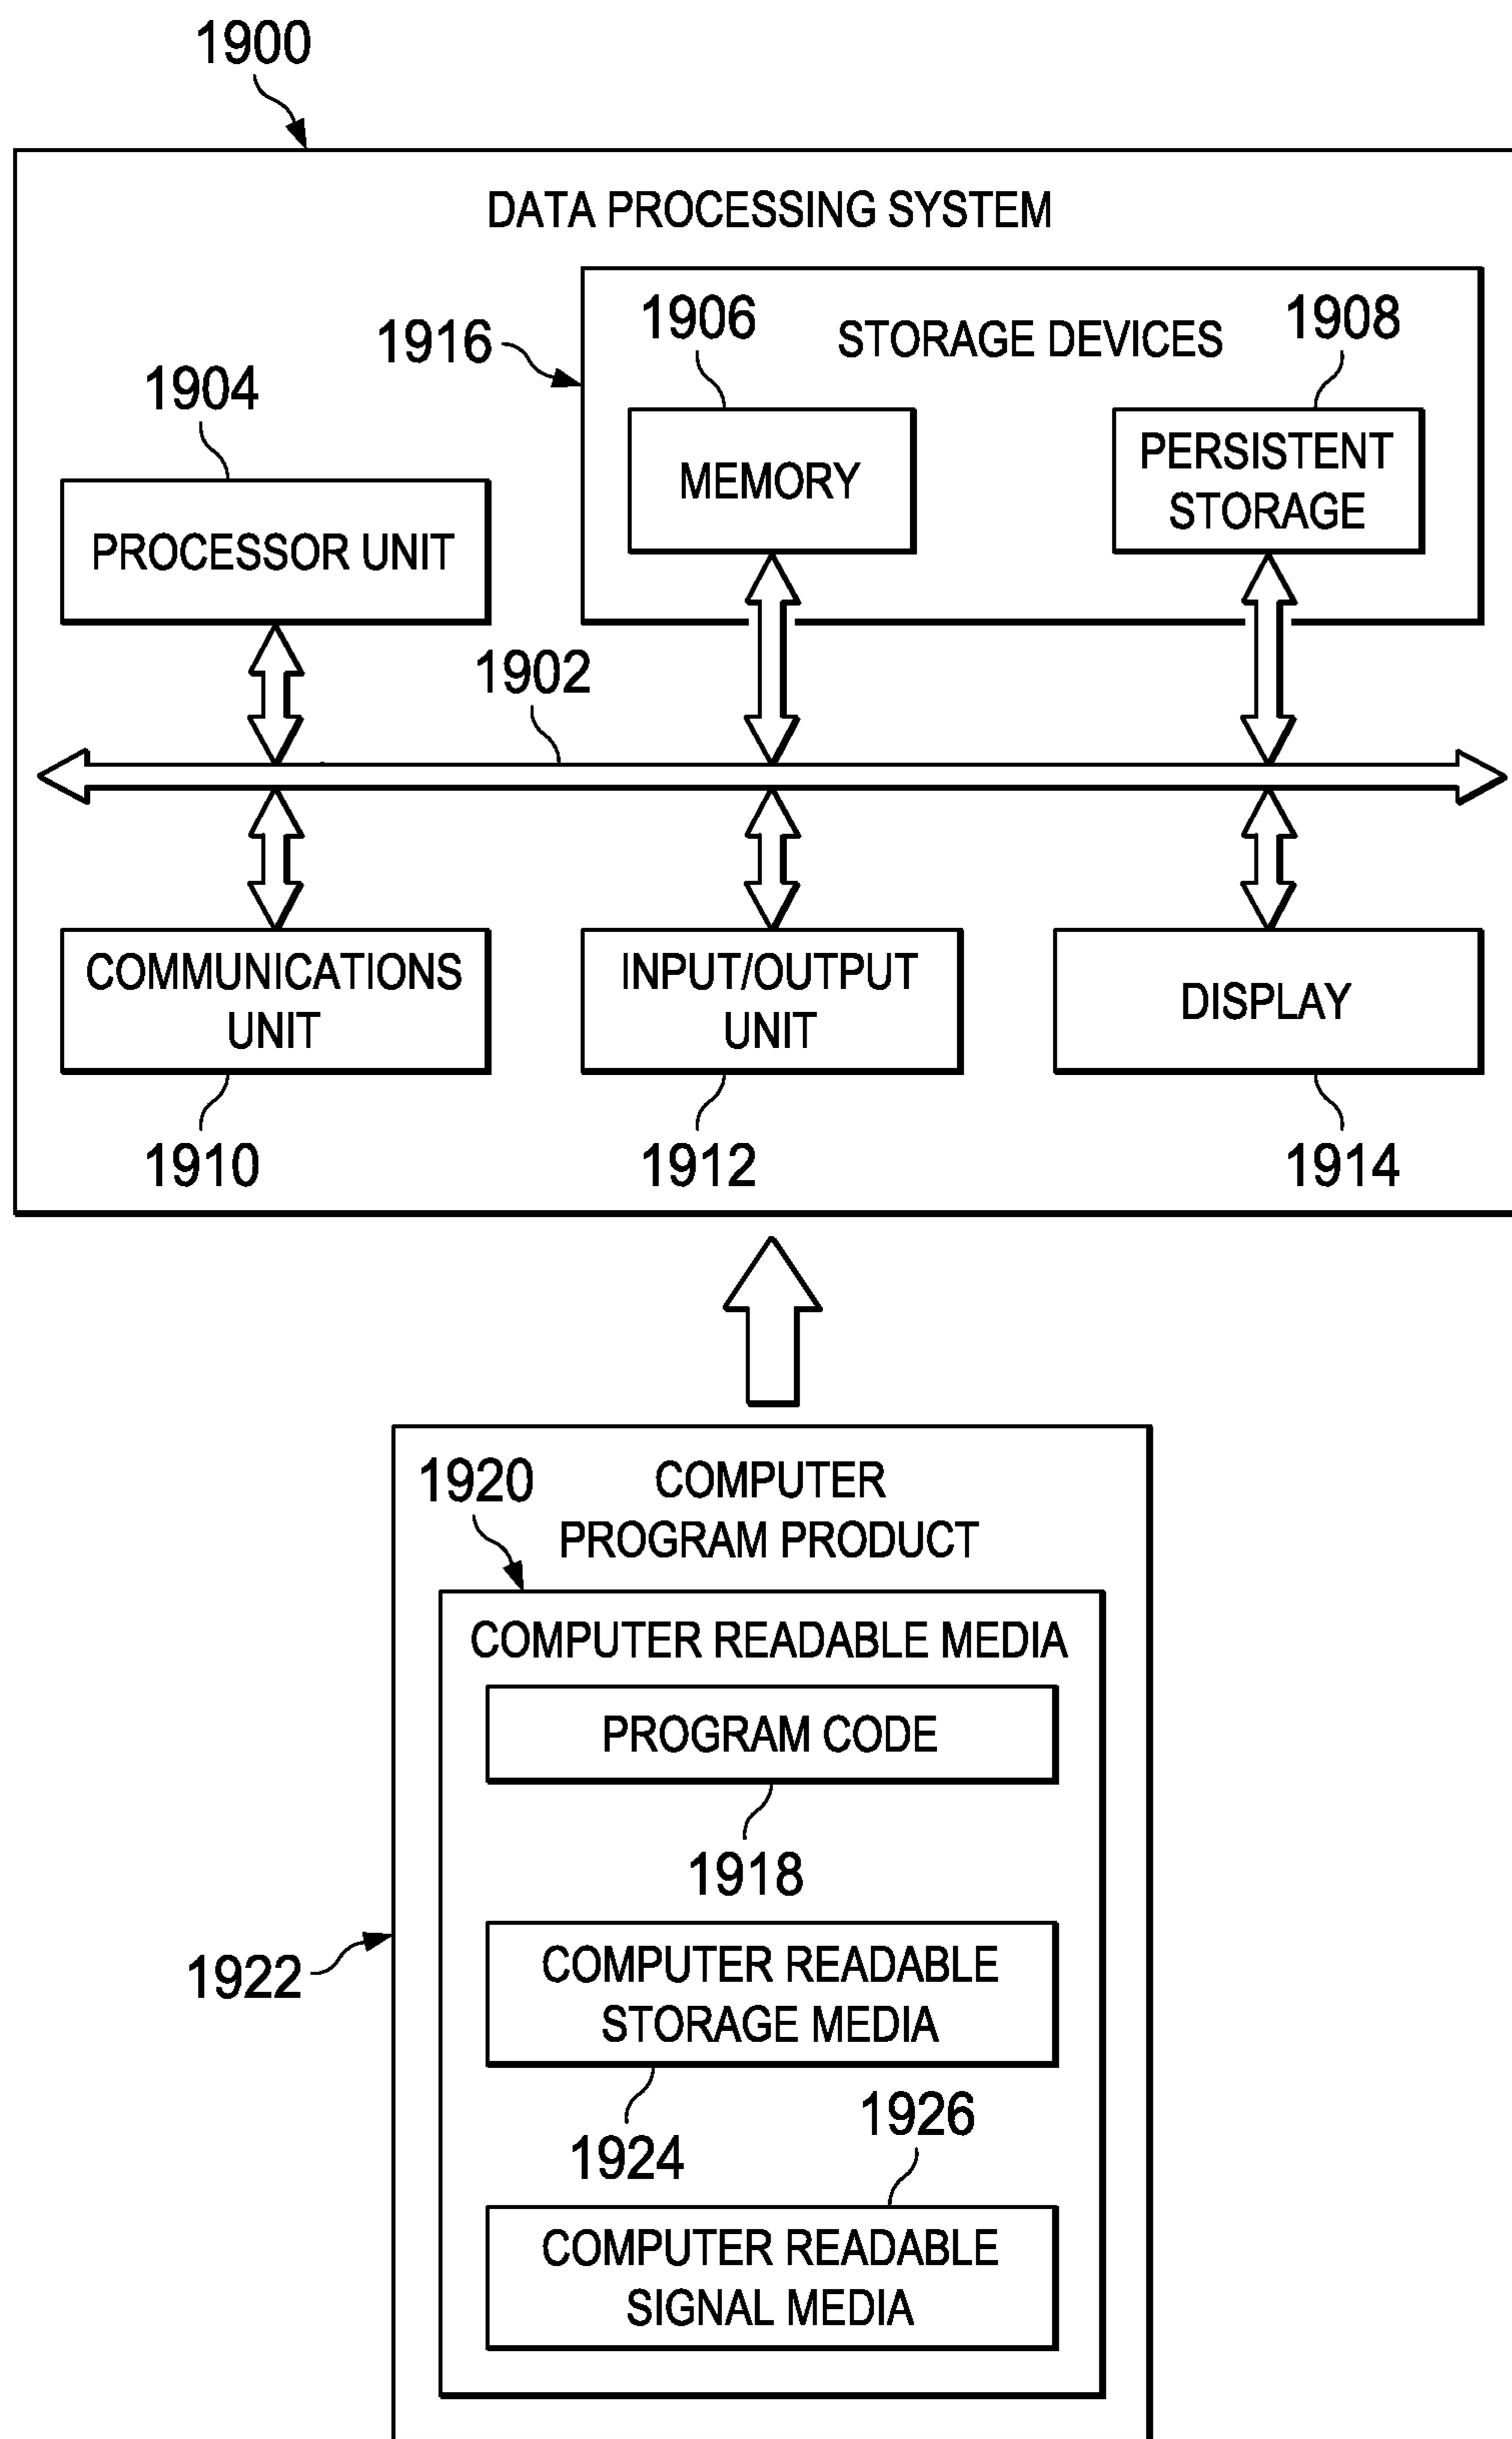 1900
DATA PROCESSING SYSTEM
1916
1906
STORAGE DEVICES
1908
1904
MEMORY
PERSISTENT
STORAGE
PROCESSOR UNIT
1902
COMMUNICATIONS
UNIT
INPUT/OUTPUT
UNIT
DISPLAY
1910
1912
1914
1920
COMPUTER
PROGRAM PRODUCT
COMPUTER READABLE MEDIA
PROGRAM CODE
1918
1922
COMPUTER READABLE
STORAGE MEDIA
1924
1926
COMPUTER READABLE
SIGNAL MEDIA